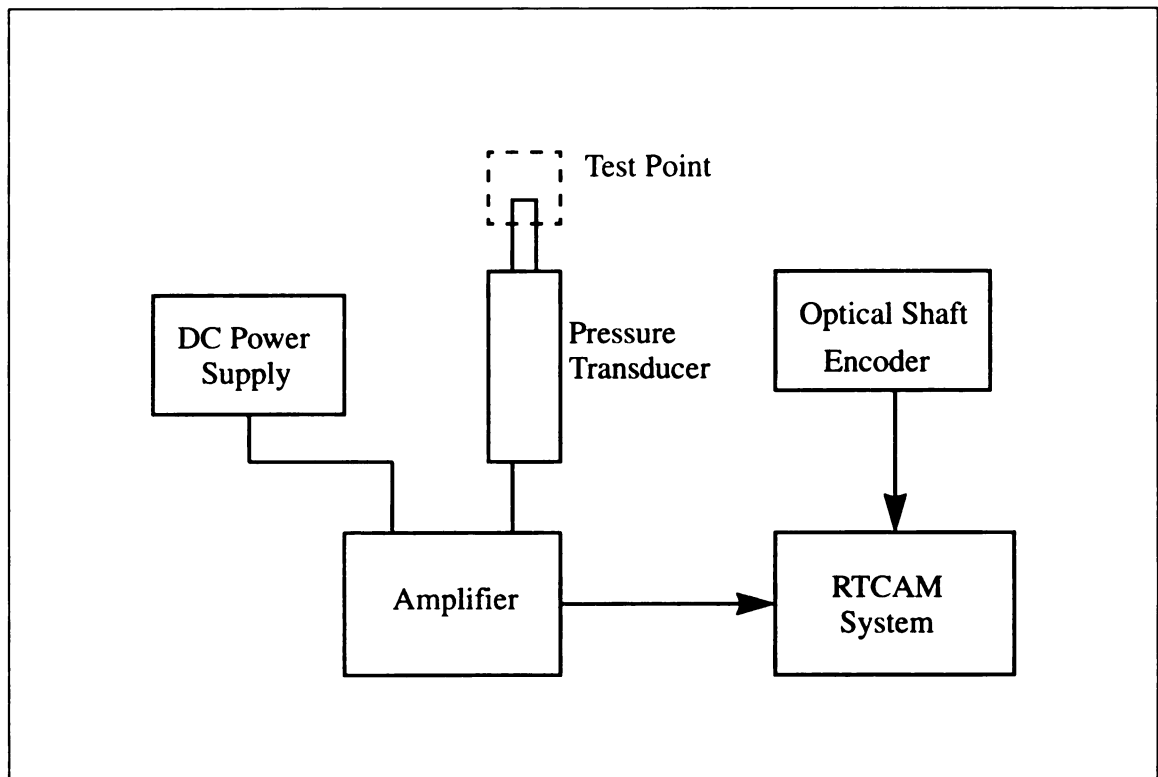 Test Point
DC Power
Supply
Pressure
Transducer
Optical Shaft
Encoder
Amplifier
RTCAM
System